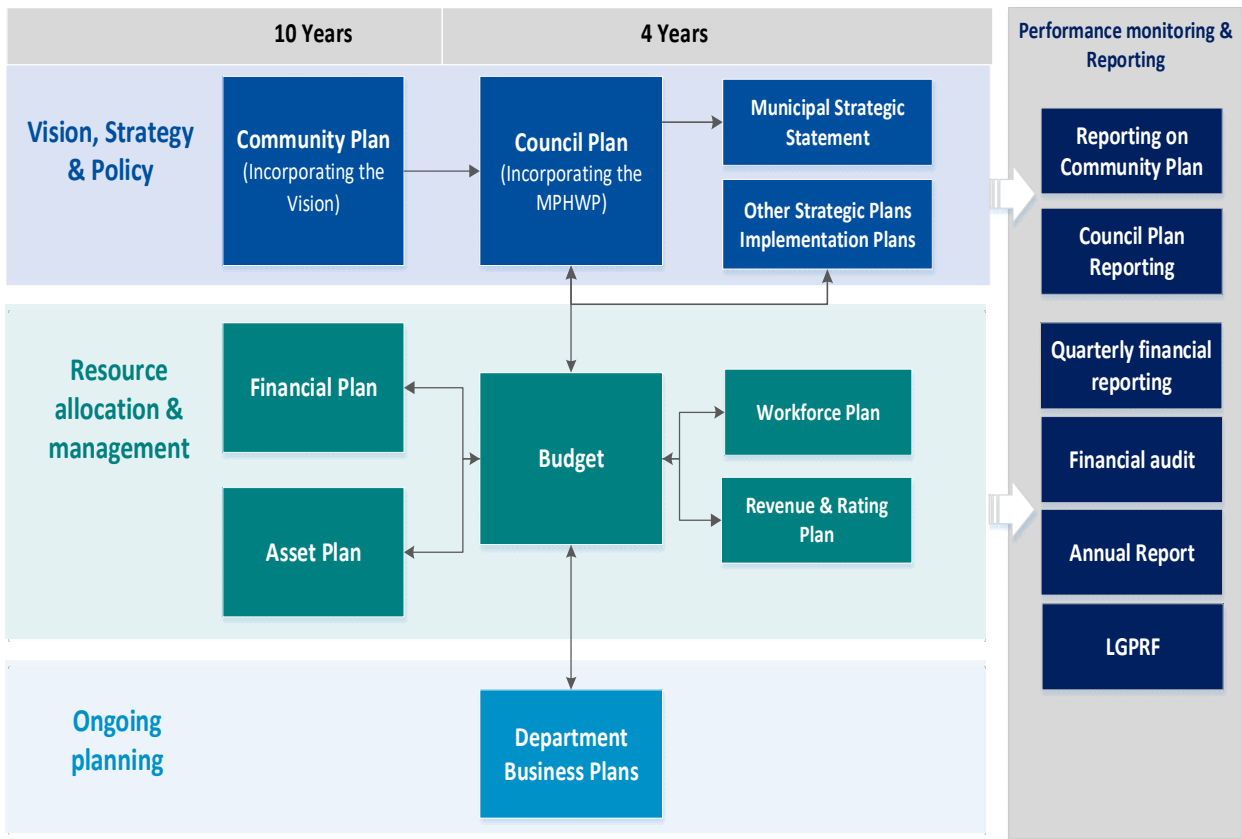 10 Years
4 Years
Performance monitoring &
Reporting
Vision, Strategy
& Policy
Community Plan
(Incorporating the
Vision)
Council Plan
(Incorporating the
MPHWP)
Municipal Strategic
Statement
Other Strategic Plans
Implementation Plans
Reporting on
Community Plan
Council Plan
Reporting
Resource
allocation &
management
Financial Plan
Asset Plan
Budget
Workforce Plan
Revenue & Rating
Plan
Quarterly financial
reporting
Financial audit
Annual Report
LGPRF
Ongoing
planning
Department
Business Plans